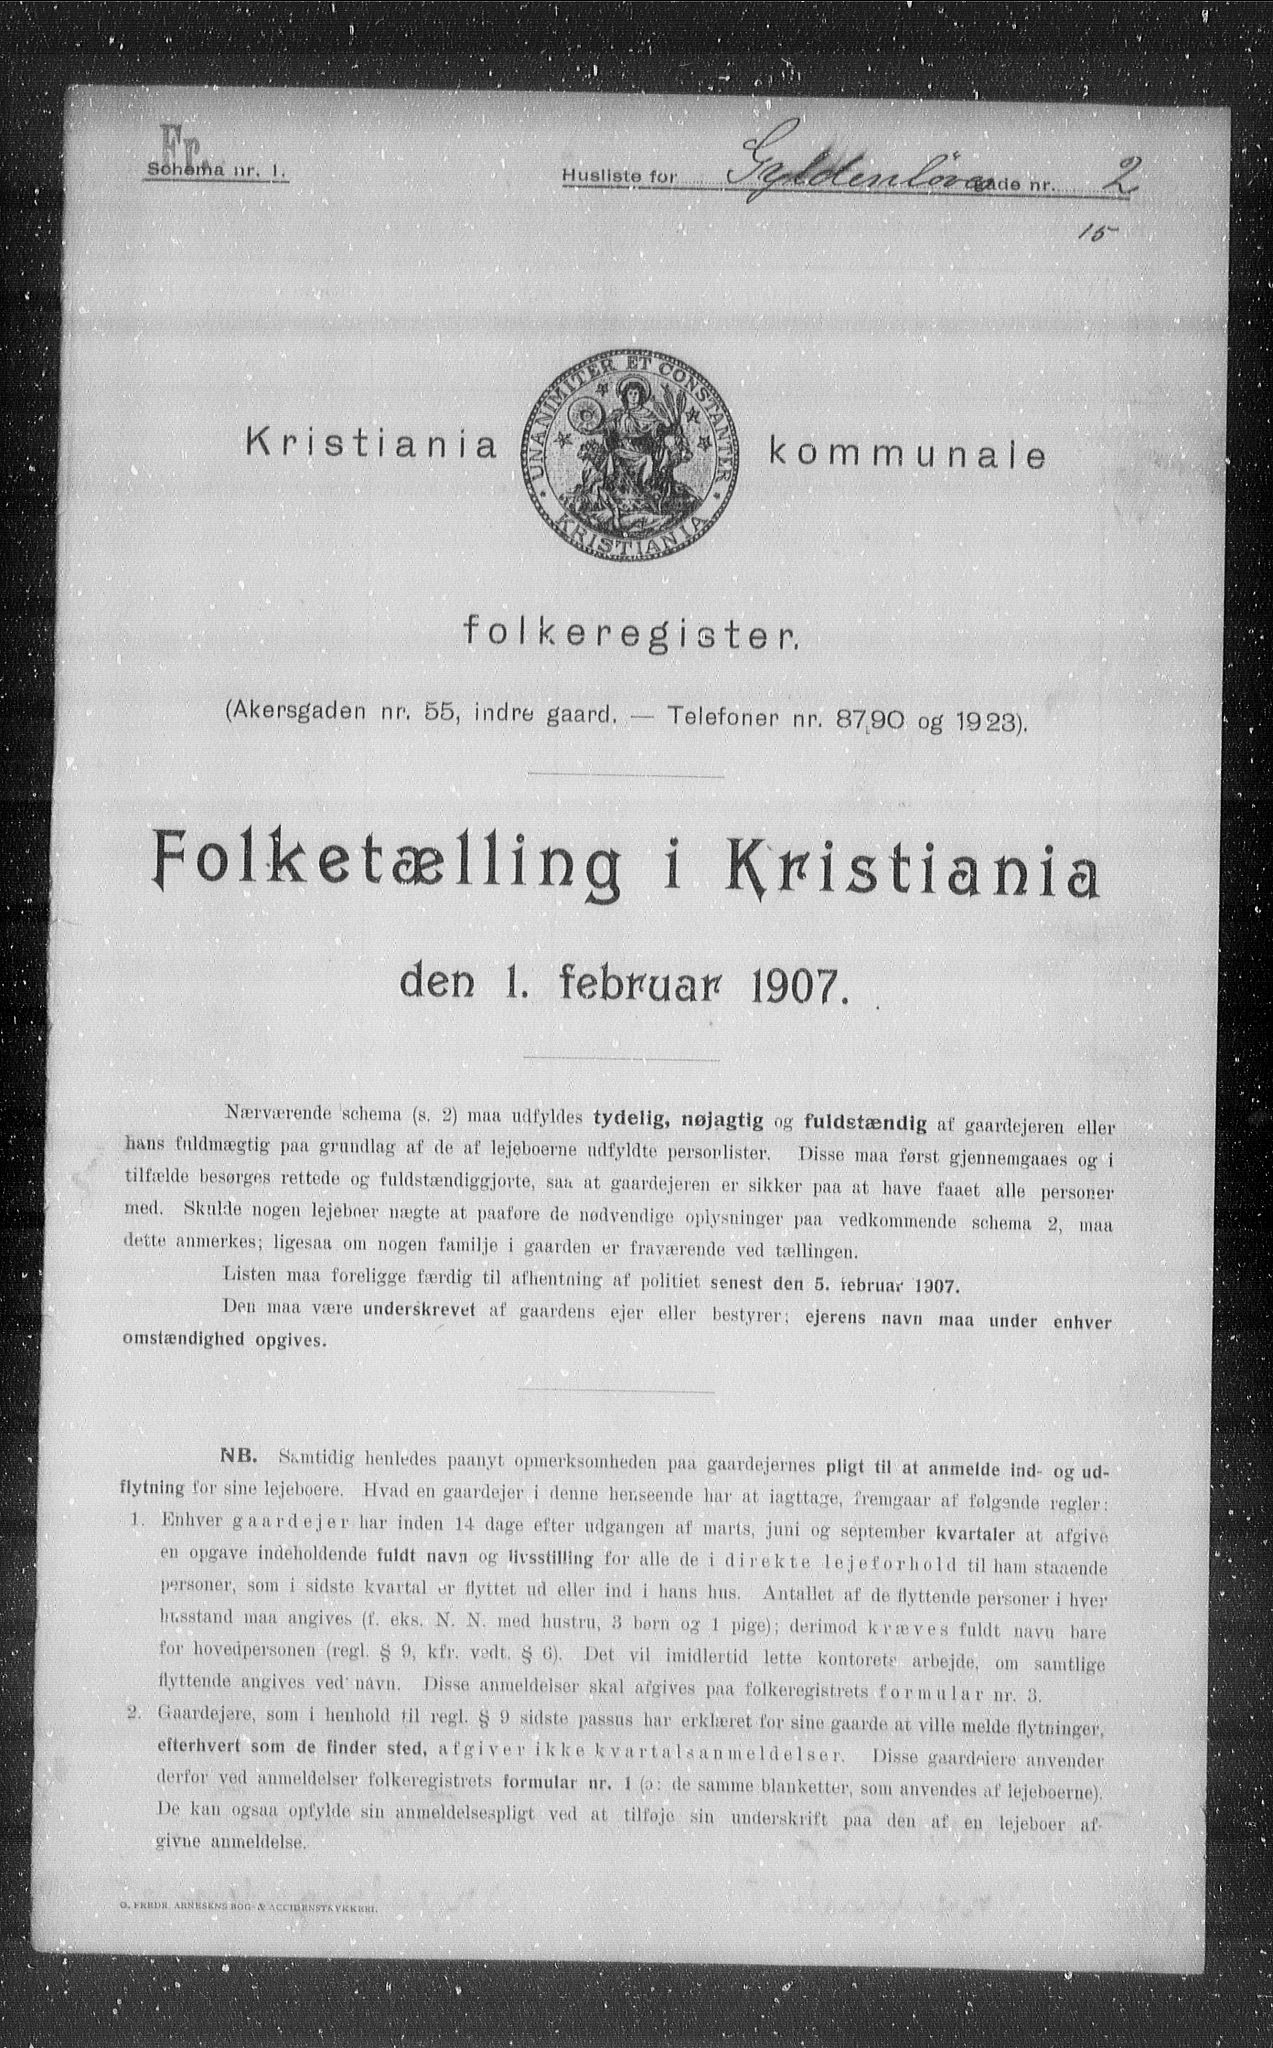 Fr.
Schema nr. 1.
Husliste for Gyldenløves gade nr. 2
15
UNANIMITER ET CONSTANTER
KRISTIANIA
Kristiania kommunale
folkeregister.
(Akersgaden nr. 55, indre gaard. — Telefoner nr. 8790 og 1923).
Folketælling i Kristiania
den 1. februar 1907.
Nærværende schema (s. 2) maa udfyldes tydelig, nøjagtig og fuldstændig af gaardejeren eller
hans fuldmægtig paa grundlag af de af lejeboerne udfyldte personlister. Disse maa først gjennemgaaes og i
tilfælde besørges rettede og fuldstændiggjorte, saa at gaardejeren er sikker paa at have faaet alle personer
med. Skulde nogen lejeboer nægte at paaføre de nødvendige oplysninger paa vedkommende schema 2, maa
dette anmerkes; ligesaa om nogen familje i gaarden er fraværende ved tællingen.
Listen maa foreligge færdig til afhentning af politiet senest den 5. februar 1907.
Den maa være underskrevet af gaardens ejer eller bestyrer; ejerens navn maa under enhver
omstændighed opgives.
NB. Samtidig henledes paanyt opmerksomheden paa gaardejernes pligt til at anmelde ind- og ud-
flytning for sine lejeboere. Hvad en gaardejer i denne henseende har at iagttage, fremgaar af følgende regler:
1. Enhver gaardejer har inden 14 dage efter udgangen af marts, juni og september kvartaler at afgive
en opgave indeholdende fuldt navn og livsstilling for alle de i direkte lejeforhold til ham staaende
personer, som i sidste kvartal er flyttet ud eller ind i hans hus. Antallet af de flyttende personer i hver
husstand maa angives (f. eks. N. N. med hustru, 3 børn og 1 pige); derimod kræves fuldt navn bare
for hovedpersonen (regl. § 9, kfr. vedt. § 6). Det vil imidlertid lette kontorets arbejde, om samtlige
flyttende angives ved navn. Disse anmeldelser skal afgives paa folkeregistrets formular nr. 3.
2. Gaardejere, som i henhold til regl. § 9 sidste passus har erklæret for sine gaarde at ville melde flytninger,
efterhvert som de finder sted, afgiver ikke kvartalsanmeldelser. Disse gaardeiere anvender
derfor ved anmeldelser folkeregistrets formular nr. 1 (ɔ: de samme blanketter, som anvendes af lejeboerne).
De kan ogsaa opfylde sin anmeldelsespligt ved at tilføje sin underskrift paa den af en lejeboer af-
givne anmeldelse.
O. FREDR. ARNESENS BOG- & ACCIDENSTRYKKERI.